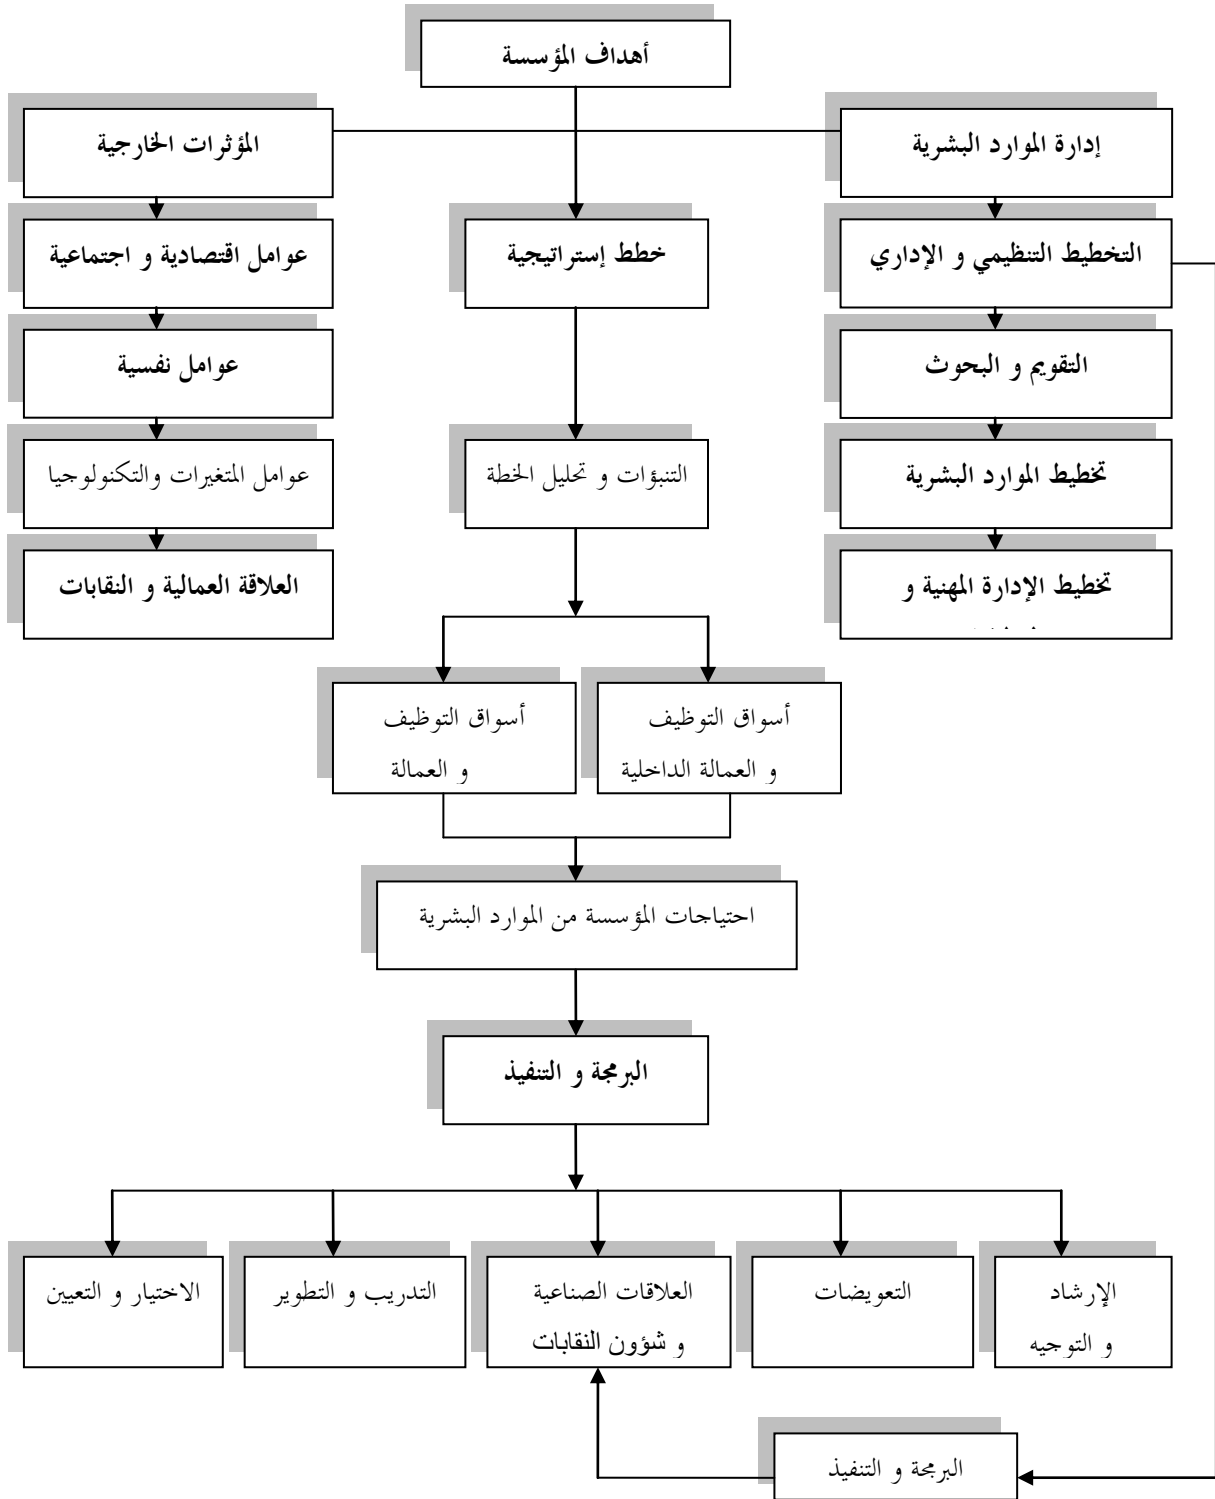 أهداف المؤسسة
إدارة الموارد البشرية
المؤثرات الخارجية
التخطيط التنظيمي و الإداري
خطط إستراتيجية
عوامل اقتصادية و اجتماعية
التقويم و البحوث
عوامل نفسية
تخطيط الموارد البشرية
التنبؤات و تحليل الخطة
عوامل المتغيرات والتكنولوجيا
تخطيط الإدارة المهنية و
العلاقة العمالية و النقابات
أسواق التوظيف
و العمالة الداخلية
أسواق التوظيف
و العمالة
احتياجات المؤسسة من الموارد البشرية
البرمجة و التنفيذ
الإرشاد
و التوجيه
التعويضات
العلاقات الصناعية
و شؤون النقابات
التدريب و التطوير
الاختيار و التعيين
البرمجة و التنفيذ